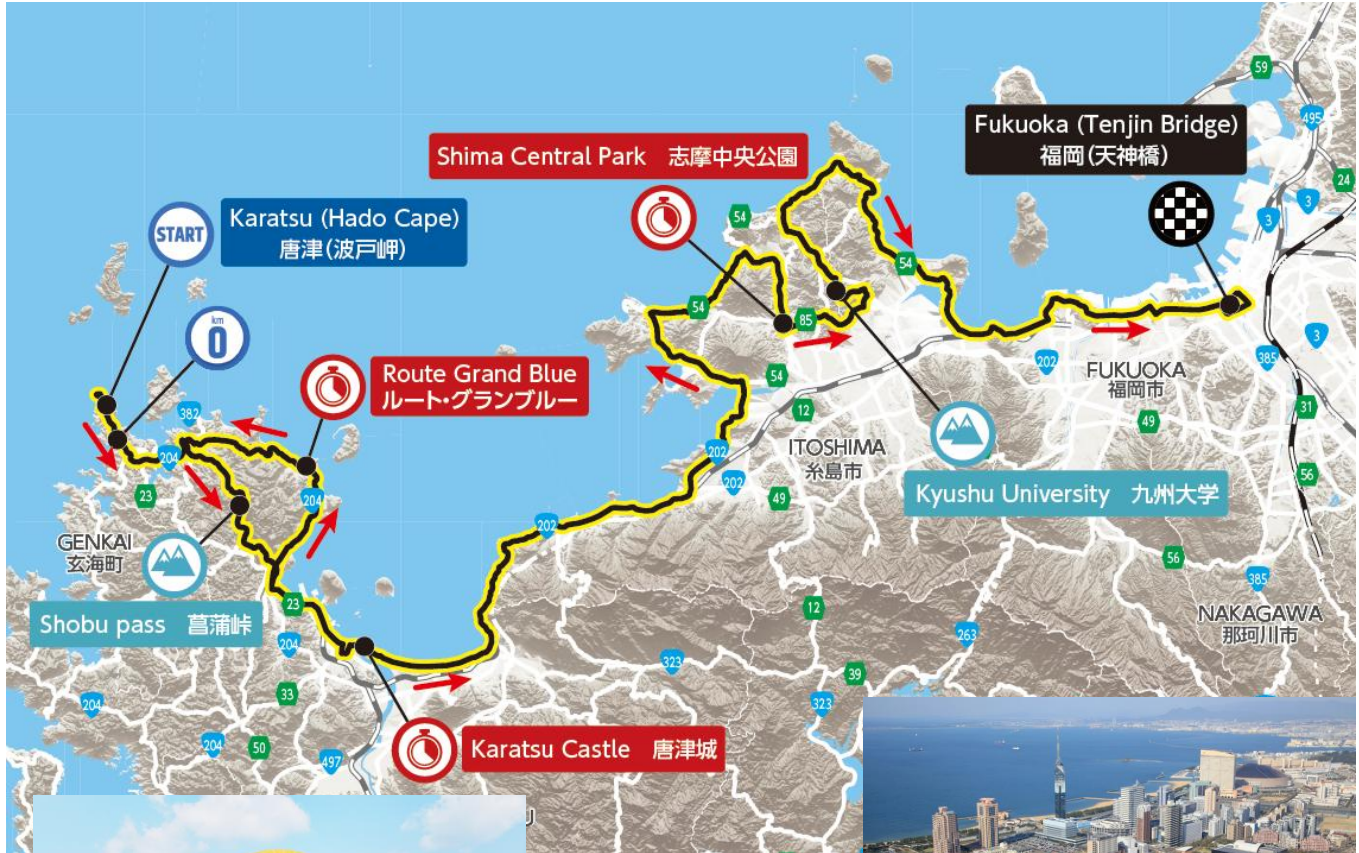 Fukuoka (Tenjin Bridge)
福岡(天神橋)
Shima Central Park 志摩中央公園
START
Karatsu (Hado Cape)
唐津(波戸岬)
km
0
Route Grand Blue
ルート・グランブルー
Kyushu University 九州大学
Shobu pass 菖蒲峠
Karatsu Castle 唐津城
GENKAI
玄海町
ITOSHIMA
糸島市
FUKUOKA
福岡市
NAKAGAWA
那珂川市
59
495
24
3
3
54
54
54
85
385
3
202
31
382
204
23
204
54
12
202
202
49
49
56
202
56
385
23
204
12
263
33
323
39
204
323
204
50
497
U